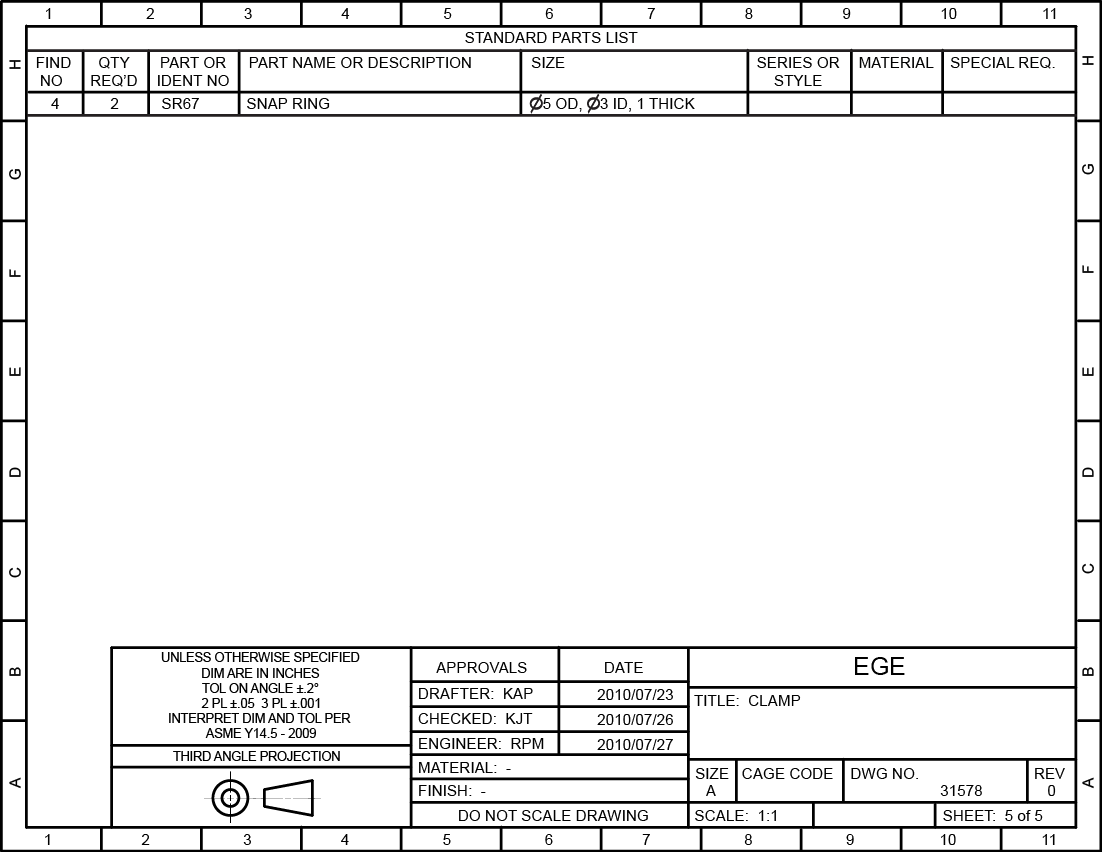 1 2 3 4 5 6 7 8 9 10 11
STANDARD PARTS LIST
FIND NO QTY REQ'D PART OR IDENT NO PART NAME OR DESCRIPTION SIZE SERIES OR STYLE MATERIAL SPECIAL REQ.
4 2 SR67 SNAP RING Ø5 OD, Ø3 ID, 1 THICK
H H
G G
F F
E E
D D
C C
B B
A A
UNLESS OTHERWISE SPECIFIED
DIM ARE IN INCHES
TOL ON ANGLE ±.2°
2 PL ±.05 3 PL ±.001
INTERPRET DIM AND TOL PER
ASME Y14.5 - 2009
THIRD ANGLE PROJECTION
APPROVALS DATE
DRAFTER: KAP 2010/07/23
CHECKED: KJT 2010/07/26
ENGINEER: RPM 2010/07/27
MATERIAL: -
FINISH: -
DO NOT SCALE DRAWING
EGE
TITLE: CLAMP
SIZE A CAGE CODE DWG NO. 31578 REV 0
SCALE: 1:1 SHEET: 5 of 5
1 2 3 4 5 6 7 8 9 10 11